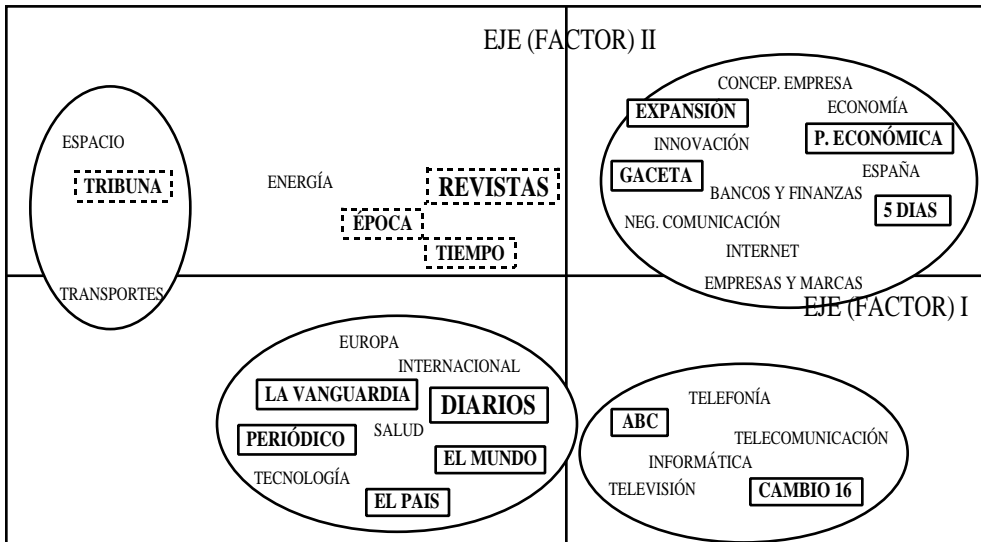 EJE (FACTOR) II
CONCEP. EMPRESA
EXPANSIÓN
ECONOMÍA
ESPACIO
INNOVACIÓN
P. ECONÓMICA
TRIBUNA
ENERGÍA
REVISTAS
GACETA
ESPAÑA
BANCOS Y FINANZAS
5 DIAS
ÉPOCA
NEG. COMUNICACIÓN
TIEMPO
INTERNET
TRANSPORTES
EMPRESAS Y MARCAS
EJE (FACTOR) I
EUROPA
INTERNACIONAL
LA VANGUARDIA
DIARIOS
TELEFONÍA
ABC
PERIÓDICO
SALUD
TELECOMUNICACIÓN
EL MUNDO
INFORMÁTICA
TECNOLOGÍA
TELEVISIÓN
CAMBIO 16
EL PAIS